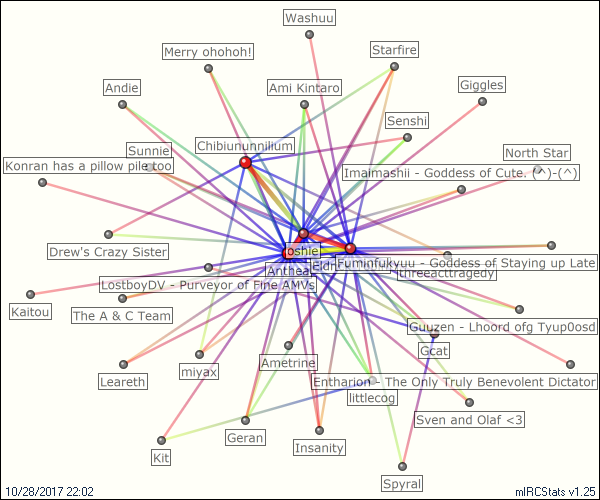 Washuu
Merry ohohoh!
Starfire
Andie
Ami Kintaro
Giggles
Senshi
Chibiununnilium
Sunnie
North Star
Konran has a pillow pile too
Imaimashii - Goddess of Cute. (^)-(^)
Drew's Crazy Sister
oshie
Fumofukyuu - Goddess of Staying up Late
Anthea
threeacttragedy
LostboyDV - Purveyor of Fine AMVs
Kaitou
The A & C Team
Guuzen - Lhoord ofg Tyup0osd
Gcat
Ametrine
Leareth
miyax
Entharion - The Only Truly Benevolent Dictator
littlecog
Sven and Olaf <3
Geran
Insanity
Kit
Spyral
10/28/2017 22:02
mIRCStats v1.25